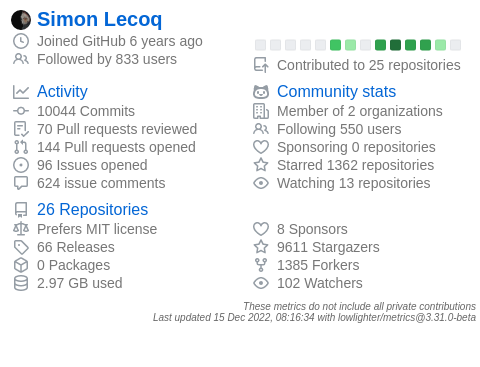 Simon Lecoq
Joined GitHub 6 years ago
Followed by 833 users
Contributed to 25 repositories
Activity
10044 Commits
70 Pull requests reviewed
144 Pull requests opened
96 Issues opened
624 issue comments
Community stats
Member of 2 organizations
Following 550 users
Sponsoring 0 repositories
Starred 1362 repositories
Watching 13 repositories
26 Repositories
Prefers MIT license
66 Releases
0 Packages
2.97 GB used
8 Sponsors
9611 Stargazers
1385 Forkers
102 Watchers
These metrics do not include all private contributions
Last updated 15 Dec 2022, 08:16:34 with lowlighter/metrics@3.31.0-beta